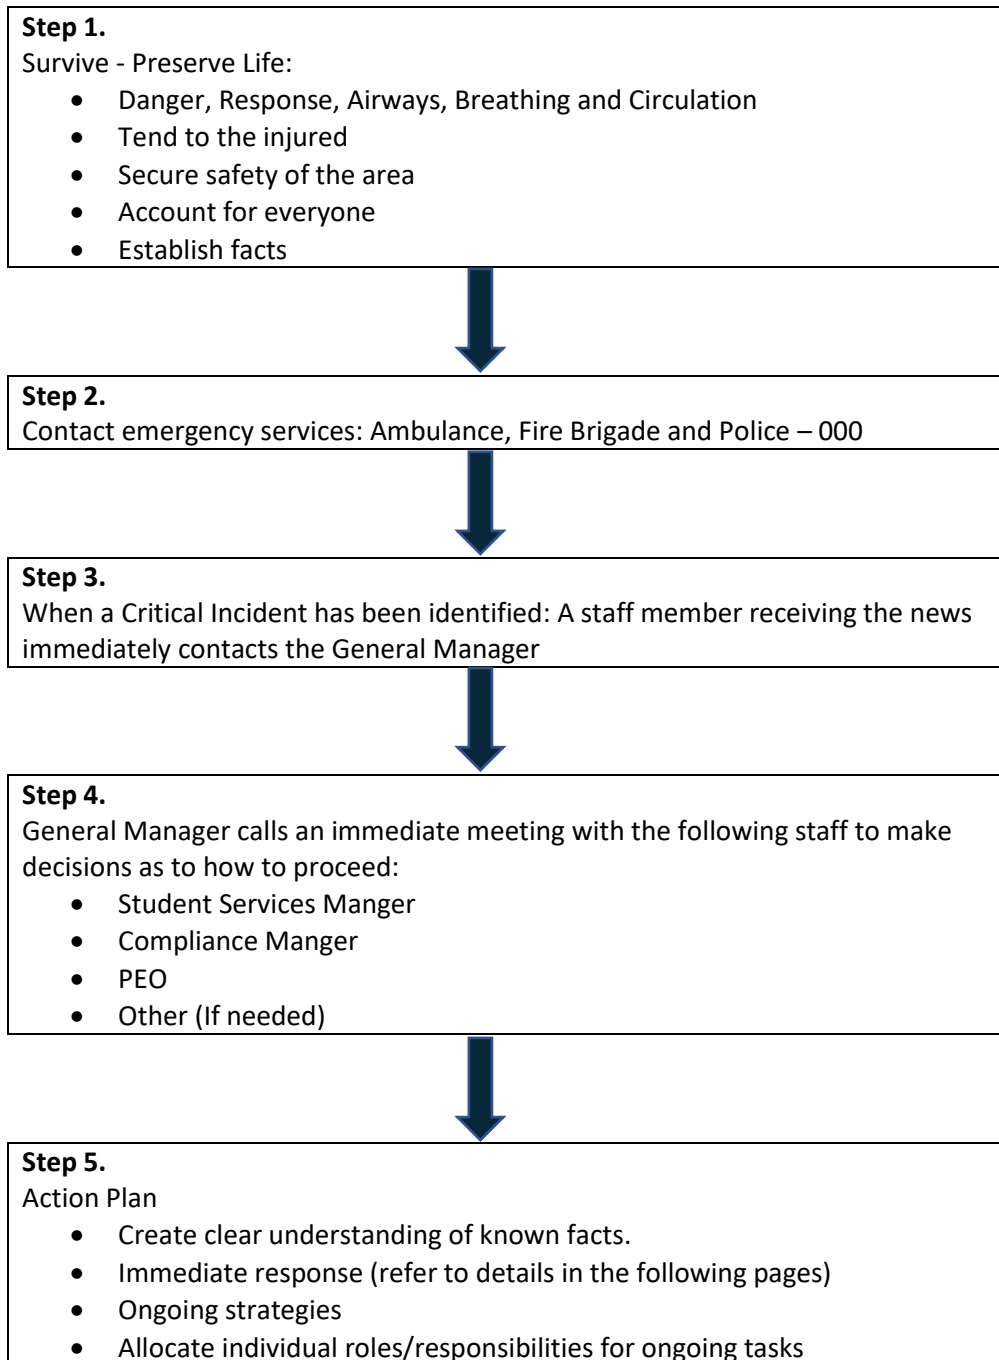 Step 1.
Survive - Preserve Life:
• Danger, Response, Airways, Breathing and Circulation
• Tend to the injured
• Secure safety of the area
• Account for everyone
• Establish facts
Step 2.
Contact emergency services: Ambulance, Fire Brigade and Police – 000
Step 3.
When a Critical Incident has been identified: A staff member receiving the news
immediately contacts the General Manager
Step 4.
General Manager calls an immediate meeting with the following staff to make
decisions as to how to proceed:
• Student Services Manger
• Compliance Manger
• PEO
• Other (If needed)
Step 5.
Action Plan
• Create clear understanding of known facts.
• Immediate response (refer to details in the following pages)
• Ongoing strategies
• Allocate individual roles/responsibilities for ongoing tasks